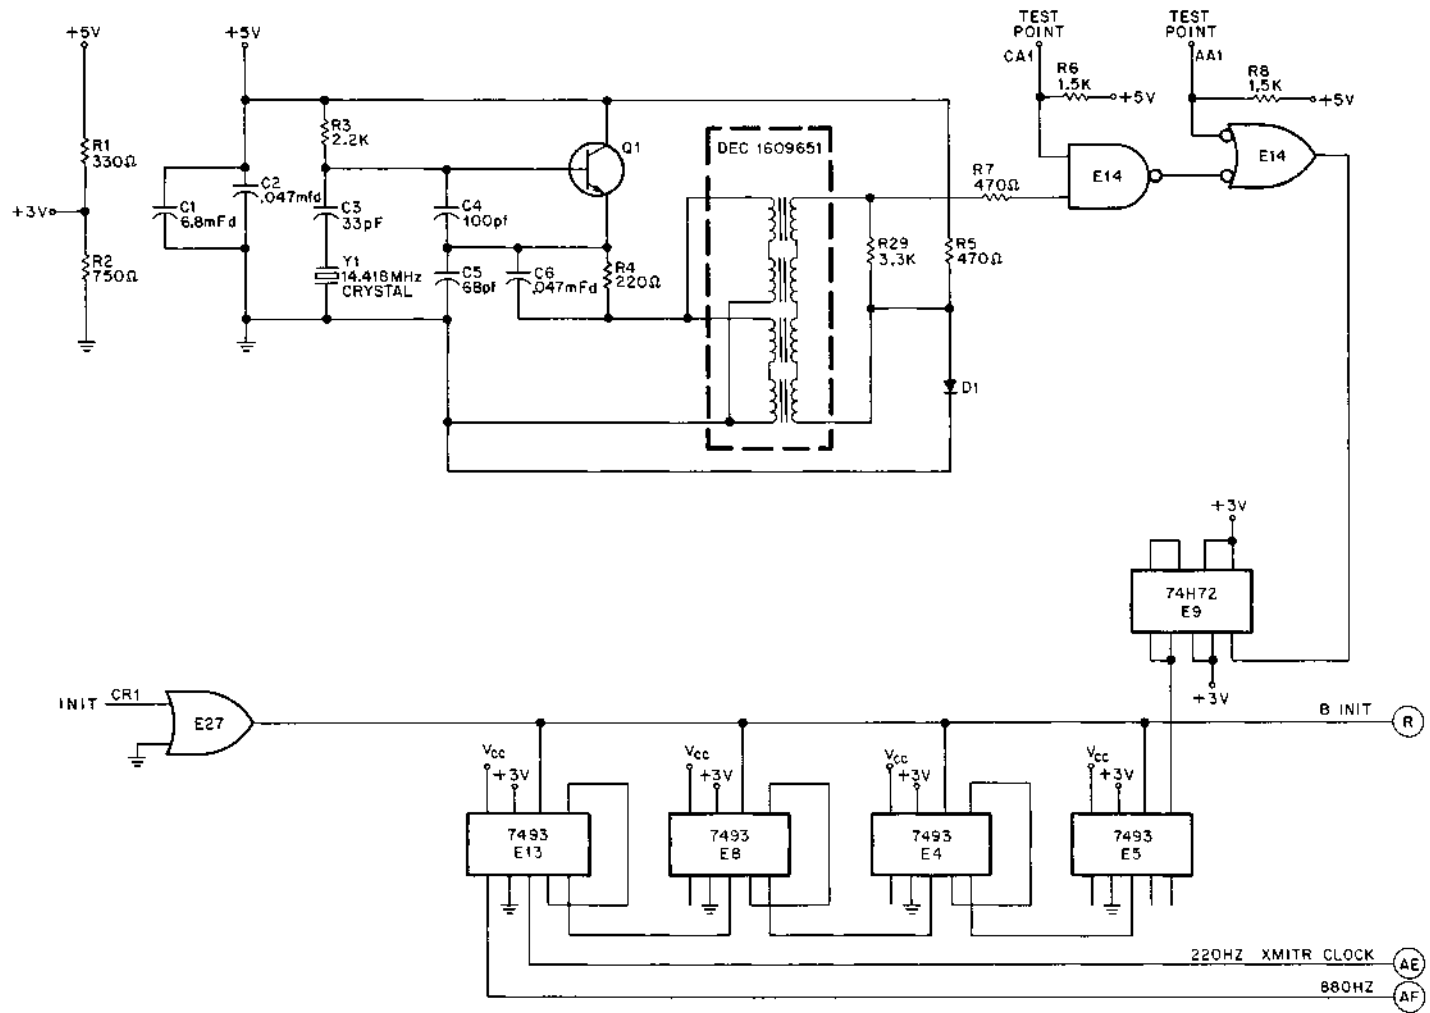 +5V
+5V
TEST
POINT
CA1
TEST
POINT
AA1
R6
1.5K
+5V
R8
1.5K
+5V
R1
330Ω
R3
2.2K
Q1
DEC 1609651
E14
E14
R7
470Ω
+3V
C1
6.8mFd
C2
.047mfd
C3
33pF
C4
100pf
R2
750Ω
Y1
14.418MHz
CRYSTAL
C5
68pf
C6
.047mFd
R4
220Ω
R29
3.3K
R5
470Ω
D1
+3V
74H72
E9
+3V
INIT
CR1
E27
B INIT
R
Vcc
+3V
Vcc
+3V
Vcc
+3V
Vcc
+3V
7493
E13
7493
E8
7493
E4
7493
E5
220HZ XMITR CLOCK
AE
880HZ
AF